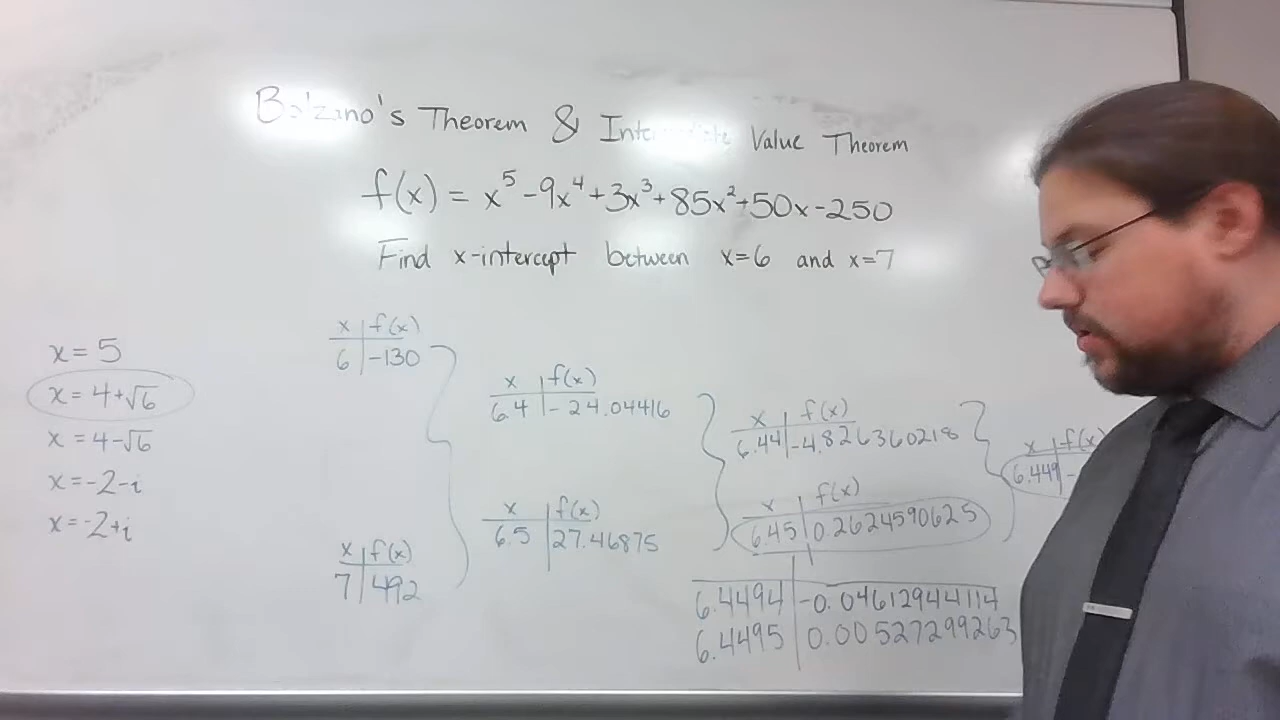 Bolzano's Theorem & Intermediate Value Theorem
f(x) = x⁵ - 9x⁴ + 3x³ + 85x² + 50x - 250
Find x-intercept between x=6 and x=7
x = 5
x = 4+√6
x = 4-√6
x = -2-i
x = -2+i
x f(x)
6 -130
x f(x)
7 492
x f(x)
6.4 -24.04416
x f(x)
6.5 27.46875
x f(x)
6.44 -4.826360218
x f(x)
6.45 0.2624590625
x f(x)
6.449 -
6.4494 -0.04612944114
6.4495 0.00527299263